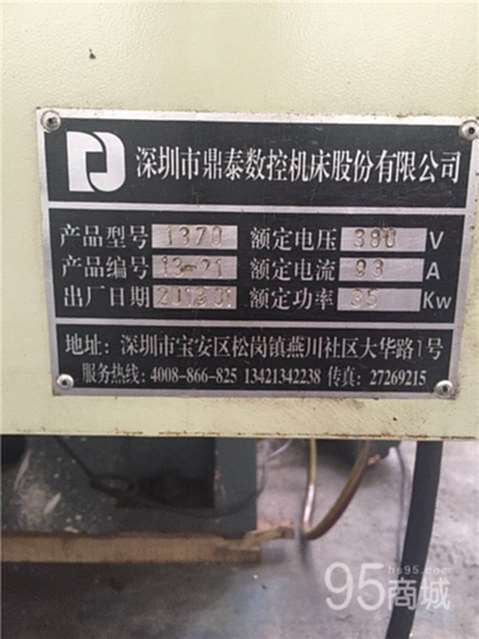 深圳市鼎泰数控机床股份有限公司
产品型号 1370 额定电压 380 V
产品编号 13-21 额定电流 93 A
出厂日期 201301 额定功率 35 Kw
地址：深圳市宝安区松岗镇燕川社区大华路1号
服务热线：4008-866-825 13421342238 传真：27269215
hs95.com
95商城